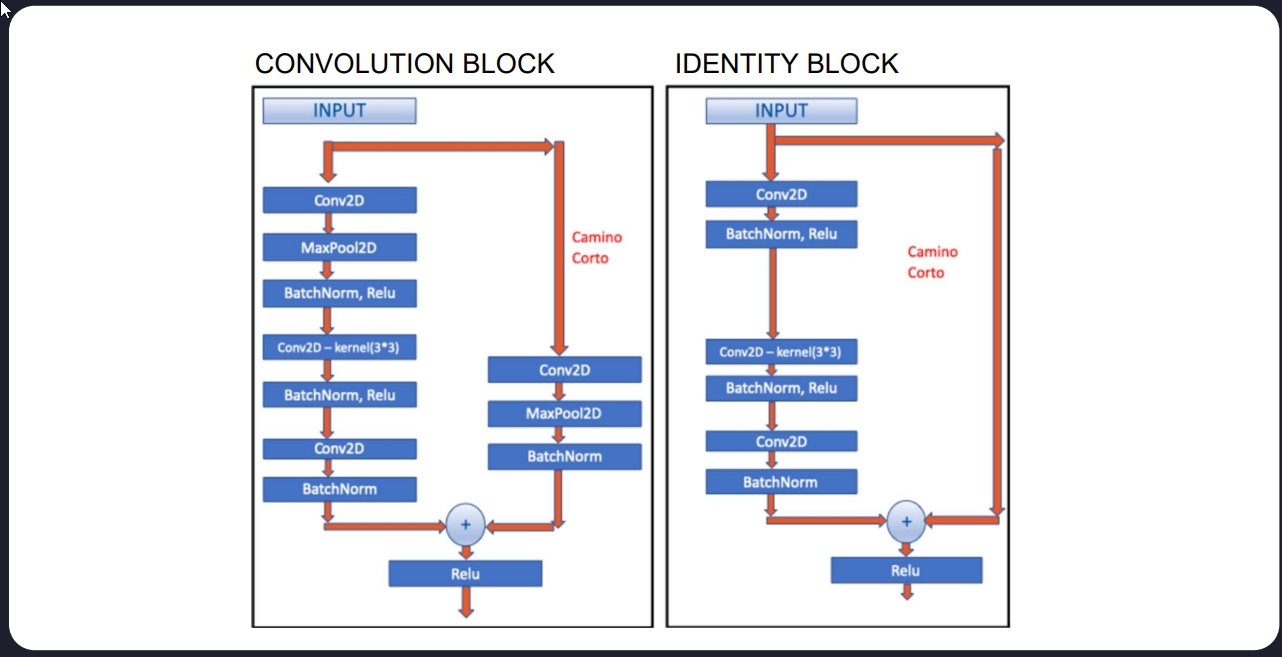 CONVOLUTION BLOCK
INPUT
Conv2D
MaxPool2D
BatchNorm, Relu
Conv2D – kernel(3*3)
BatchNorm, Relu
Conv2D
BatchNorm
Camino
Corto
Conv2D
MaxPool2D
BatchNorm
+
Relu
IDENTITY BLOCK
INPUT
Conv2D
BatchNorm, Relu
Camino
Corto
Conv2D – kernel(3*3)
BatchNorm, Relu
Conv2D
BatchNorm
+
Relu